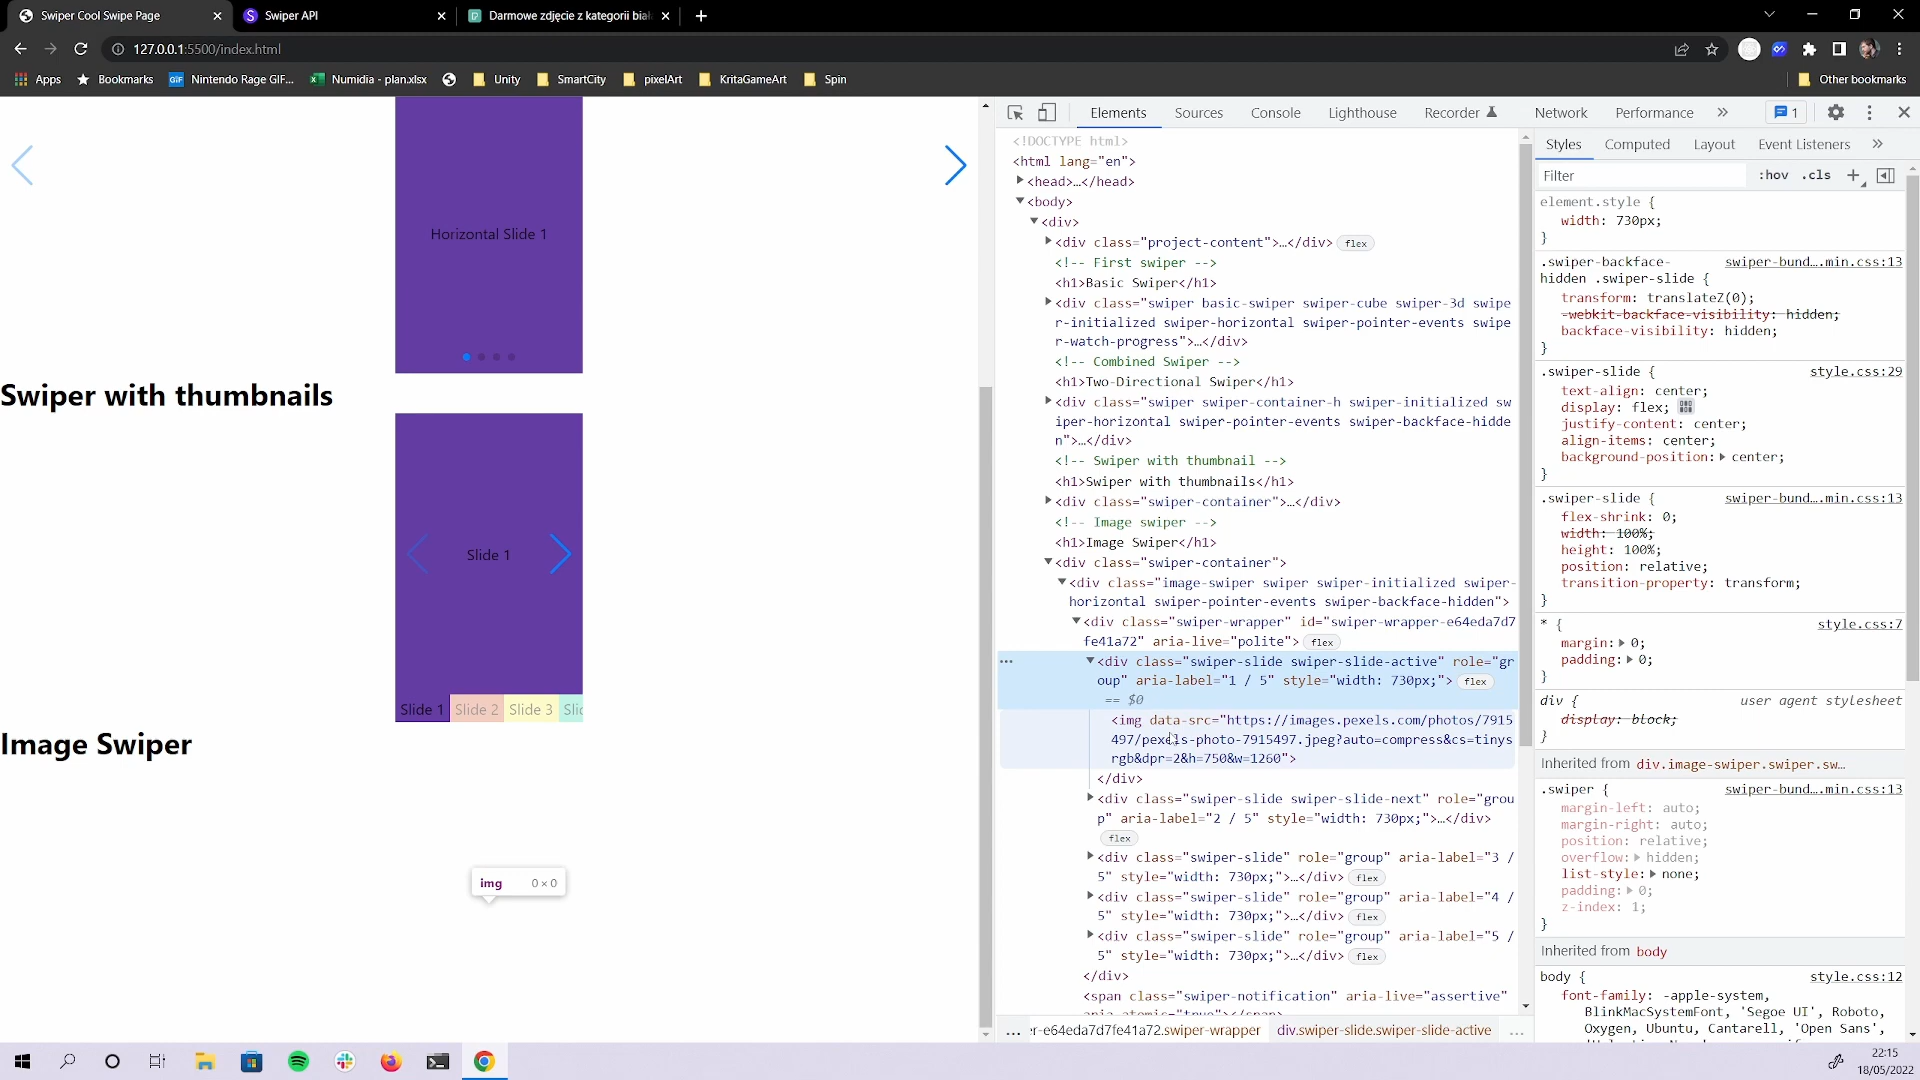 Swiper Cool Swipe Page
Swiper API
Darmowe zdjęcie z kategorii biał
127.0.0.1:5500/index.html
Apps
Bookmarks
Nintendo Rage GIF...
Numidia - plan.xlsx
Unity
SmartCity
pixelArt
KritaGameArt
Spin
Other bookmarks
Horizontal Slide 1
Swiper with thumbnails
Slide 1
Slide 1 Slide 2 Slide 3 Slic
Image Swiper
img 0×0
Elements
Sources
Console
Lighthouse
Recorder
Network
Performance
1
<!DOCTYPE html>
<html lang="en">
<head>…</head>
<body>
<div>
<div class="project-content">…</div> flex
<!-- First swiper -->
<h1>Basic Swiper</h1>
<div class="swiper basic-swiper swiper-cube swiper-3d swipe
r-initialized swiper-horizontal swiper-pointer-events swipe
r-watch-progress">…</div>
<!-- Combined Swiper -->
<h1>Two-Directional Swiper</h1>
<div class="swiper swiper-container-h swiper-initialized sw
iper-horizontal swiper-pointer-events swiper-backface-hidde
n">…</div>
<!-- Swiper with thumbnail -->
<h1>Swiper with thumbnails</h1>
<div class="swiper-container">…</div>
<!-- Image swiper -->
<h1>Image Swiper</h1>
<div class="swiper-container">
<div class="image-swiper swiper swiper-initialized swiper-
horizontal swiper-pointer-events swiper-backface-hidden">
<div class="swiper-wrapper" id="swiper-wrapper-e64eda7d7
fe41a72" aria-live="polite"> flex
<div class="swiper-slide swiper-slide-active" role="gr
oup" aria-label="1 / 5" style="width: 730px;"> flex
== $0
<img data-src="https://images.pexels.com/photos/7915
497/pexels-photo-7915497.jpeg?auto=compress&cs=tinys
rgb&dpr=2&h=750&w=1260">
</div>
<div class="swiper-slide swiper-slide-next" role="grou
p" aria-label="2 / 5" style="width: 730px;">…</div>
flex
<div class="swiper-slide" role="group" aria-label="3 /
5" style="width: 730px;">…</div> flex
<div class="swiper-slide" role="group" aria-label="4 /
5" style="width: 730px;">…</div> flex
<div class="swiper-slide" role="group" aria-label="5 /
5" style="width: 730px;">…</div> flex
</div>
<span class="swiper-notification" aria-live="assertive"
aria-atomic="true"></span>
... r-e64eda7d7fe41a72.swiper-wrapper div.swiper-slide.swiper-slide-active ...
Styles
Computed
Layout
Event Listeners
Filter
:hov .cls
element.style {
width: 730px;
}
.swiper-backface- swiper-bund….min.css:13
hidden .swiper-slide {
transform: translateZ(0);
-webkit-backface-visibility: hidden;
backface-visibility: hidden;
}
.swiper-slide { style.css:29
text-align: center;
display: flex;
justify-content: center;
align-items: center;
background-position: center;
}
.swiper-slide { swiper-bund….min.css:13
flex-shrink: 0;
width: 100%;
height: 100%;
position: relative;
transition-property: transform;
}
* { style.css:7
margin: 0;
padding: 0;
}
div { user agent stylesheet
display: block;
}
Inherited from div.image-swiper.swiper.sw…
.swiper { swiper-bund….min.css:13
margin-left: auto;
margin-right: auto;
position: relative;
overflow: hidden;
list-style: none;
padding: 0;
z-index: 1;
}
Inherited from body
body { style.css:12
font-family: -apple-system,
BlinkMacSystemFont, 'Segoe UI', Roboto,
Oxygen, Ubuntu, Cantarell, 'Open Sans',
22:15
18/05/2022